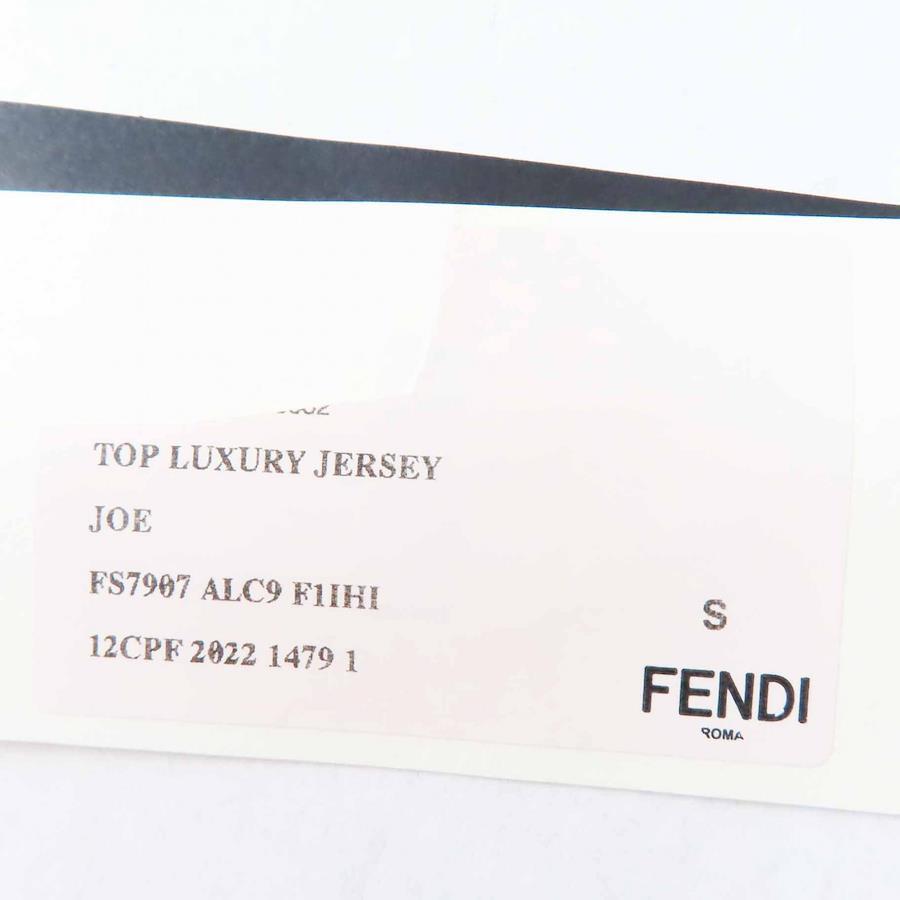 TOP LUXURY JERSEY
JOE
FS7907 ALC9 F1IHI
12CPF 2022 1479 1
S
FENDI
ROMA